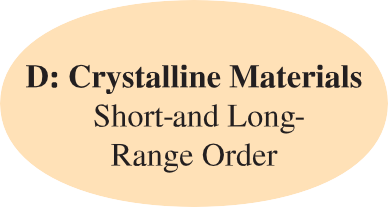 D: Crystalline Materials
Short-and Long-
Range Order